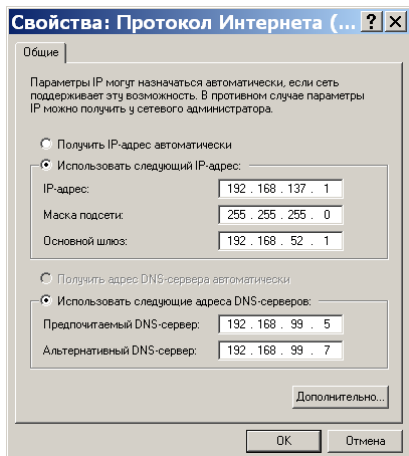 Свойства: Протокол Интернета (...
Общие
Параметры IP могут назначаться автоматически, если сеть
поддерживает эту возможность. В противном случае параметры
IP можно получить у сетевого администратора.
Получить IP-адрес автоматически
Использовать следующий IP-адрес:
IP-адрес: 192 . 168 . 137 . 1
Маска подсети: 255 . 255 . 255 . 0
Основной шлюз: 192 . 168 . 52 . 1
Получить адрес DNS-сервера автоматически
Использовать следующие адреса DNS-серверов:
Предпочитаемый DNS-сервер: 192 . 168 . 99 . 5
Альтернативный DNS-сервер: 192 . 168 . 99 . 7
Дополнительно...
OK Отмена